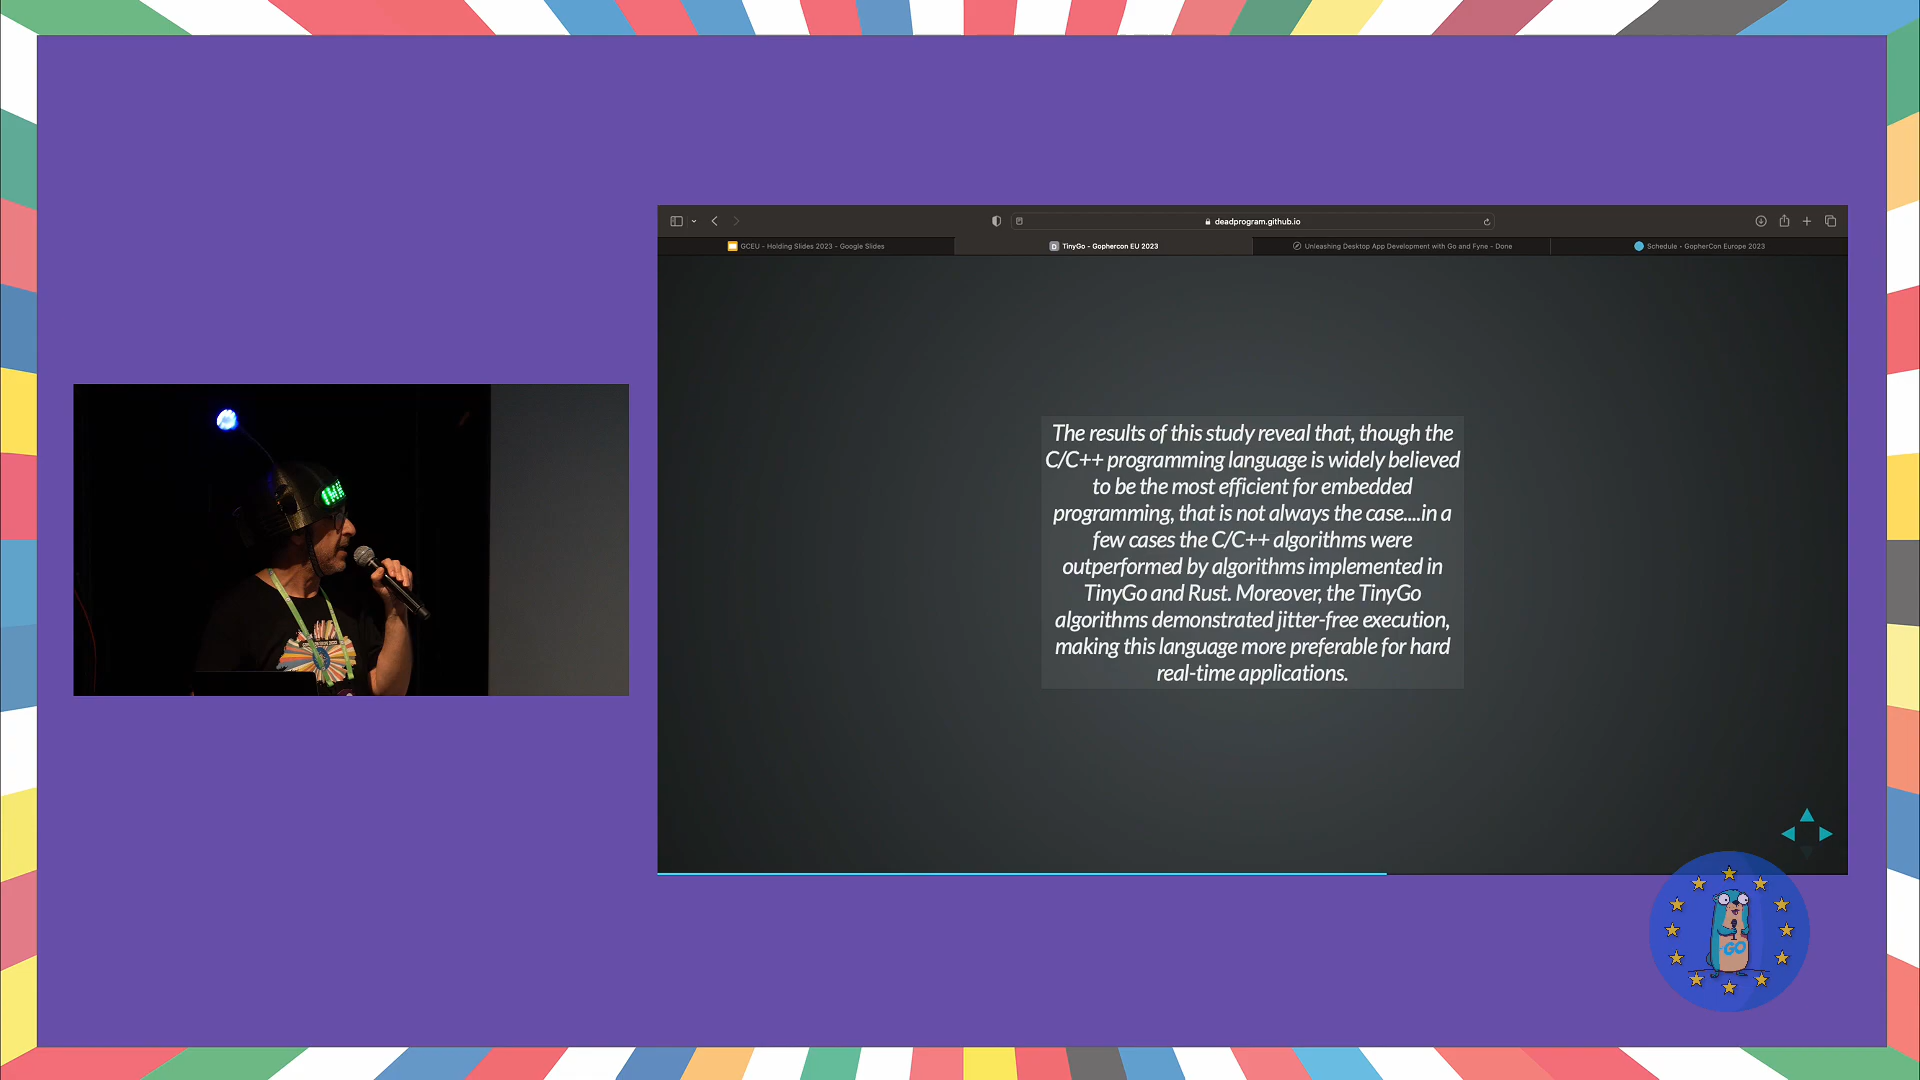 deadprogram.github.io
GCEU - Holding Slides 2023 - Google Slides
TinyGo - Gophercon EU 2023
Unleashing Desktop App Development with Go and Fyne - Done
Schedule - GopherCon Europe 2023
The results of this study reveal that, though the
C/C++ programming language is widely believed
to be the most efficient for embedded
programming, that is not always the case....in a
few cases the C/C++ algorithms were
outperformed by algorithms implemented in
TinyGo and Rust. Moreover, the TinyGo
algorithms demonstrated jitter-free execution,
making this language more preferable for hard
real-time applications.
GO